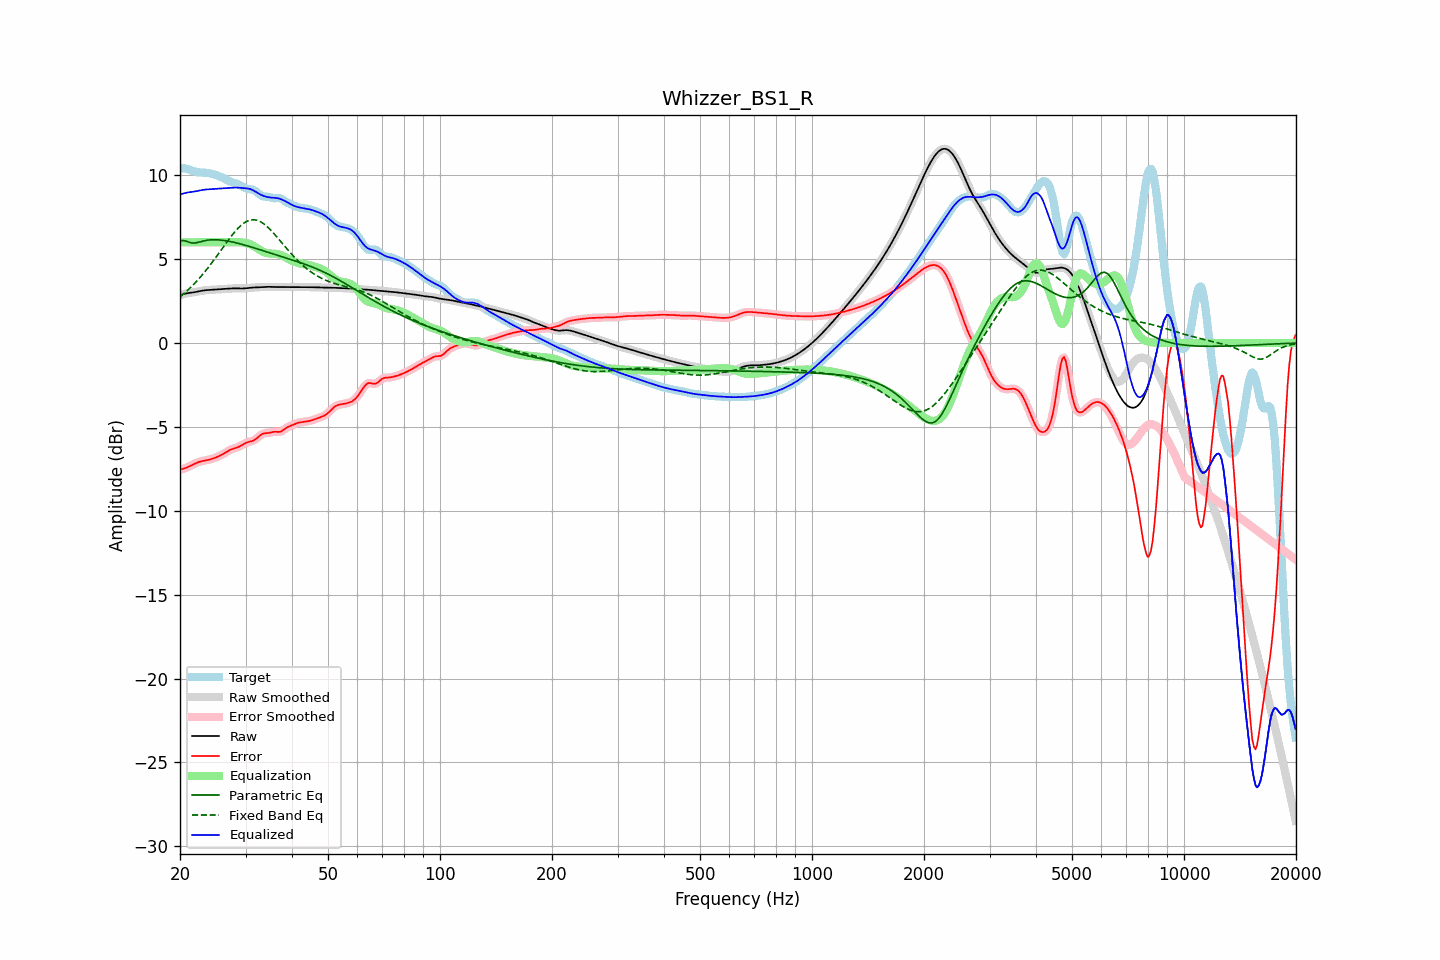 Whizzer_BS1_R
Amplitude (dBr)
10
5
0
−5
−10
−15
−20
−25
−30
Target
Raw Smoothed
Error Smoothed
Raw
Error
Equalization
Parametric Eq
Fixed Band Eq
Equalized
20
50
100
200
500
1000
2000
5000
10000
20000
Frequency (Hz)